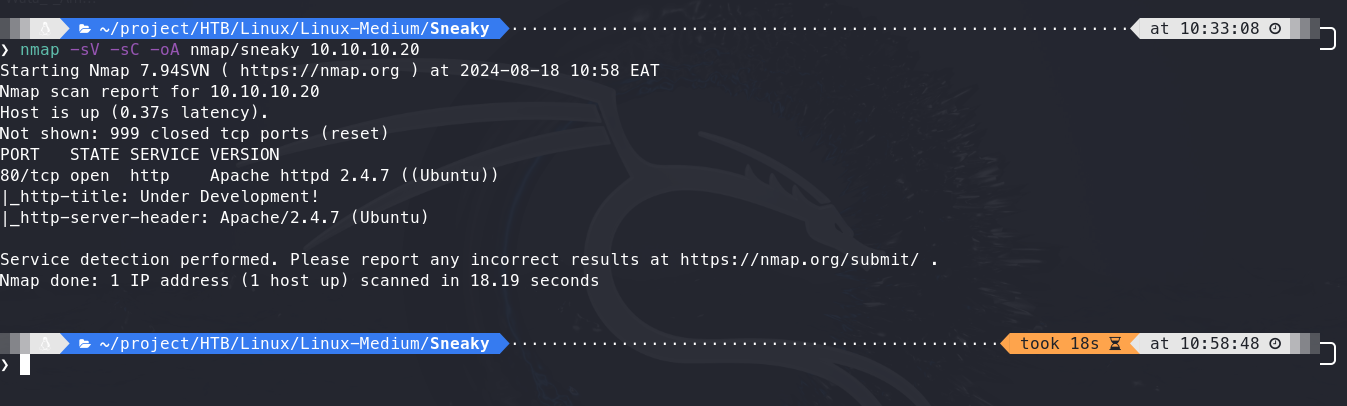 ~/project/HTB/Linux/Linux-Medium/Sneaky at 10:33:08
❯ nmap -sV -sC -oA nmap/sneaky 10.10.10.20
Starting Nmap 7.94SVN ( https://nmap.org ) at 2024-08-18 10:58 EAT
Nmap scan report for 10.10.10.20
Host is up (0.37s latency).
Not shown: 999 closed tcp ports (reset)
PORT   STATE SERVICE VERSION
80/tcp open  http    Apache httpd 2.4.7 ((Ubuntu))
|_http-title: Under Development!
|_http-server-header: Apache/2.4.7 (Ubuntu)
Service detection performed. Please report any incorrect results at https://nmap.org/submit/ .
Nmap done: 1 IP address (1 host up) scanned in 18.19 seconds
~/project/HTB/Linux/Linux-Medium/Sneaky took 18s at 10:58:48
❯